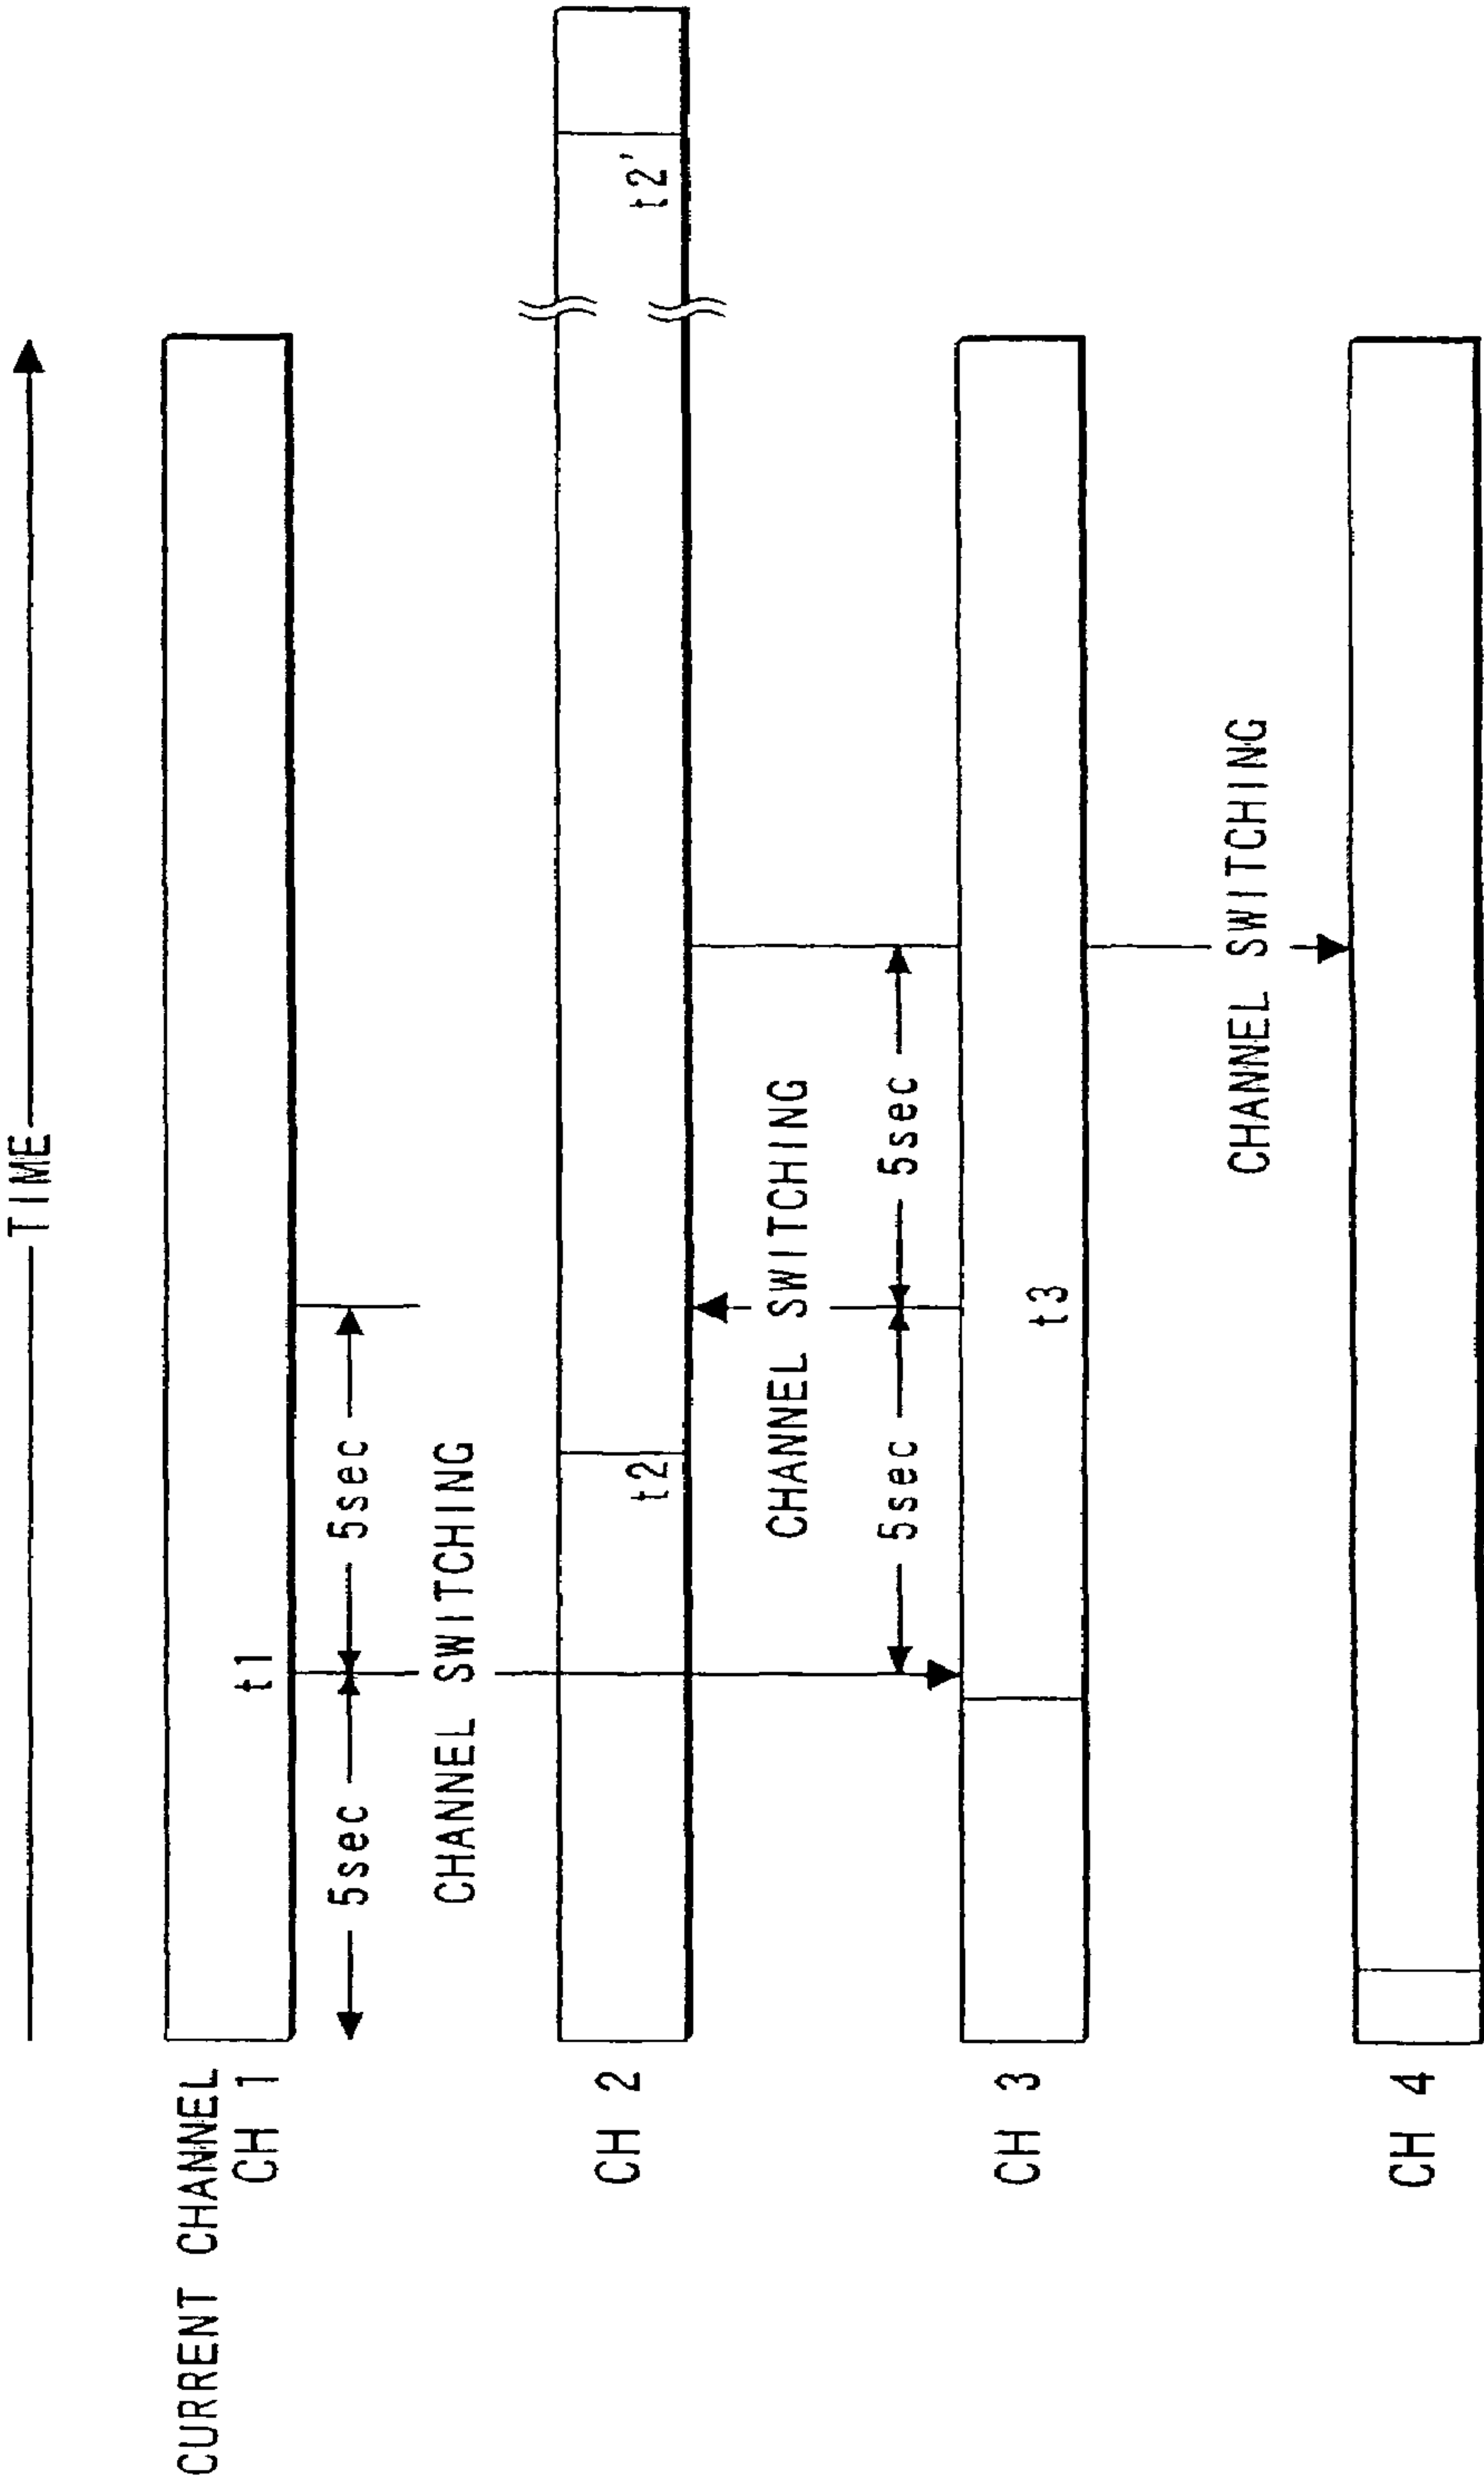 TIME
CURRENT CHANNEL
CH 1
t1
5sec
5sec
CHANNEL SWITCHING
CH 2
t2
t2'
CHANNEL SWITCHING
5sec
5sec
CH 3
t3
CHANNEL SWITCHING
CH 4